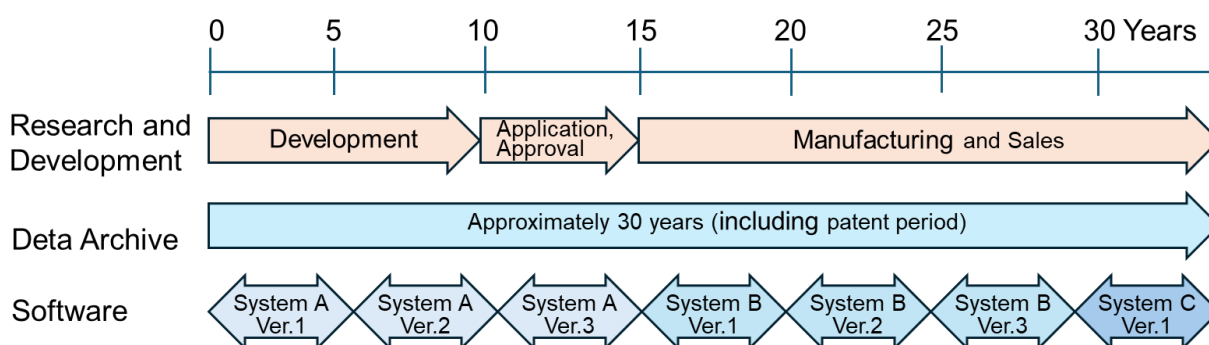 0 5 10 15 20 25 30 Years
Research and
Development
Development
Application,
Approval
Manufacturing and Sales
Deta Archive
Approximately 30 years (including patent period)
Software
System A
Ver.1
System A
Ver.2
System A
Ver.3
System B
Ver.1
System B
Ver.2
System B
Ver.3
System C
Ver.1